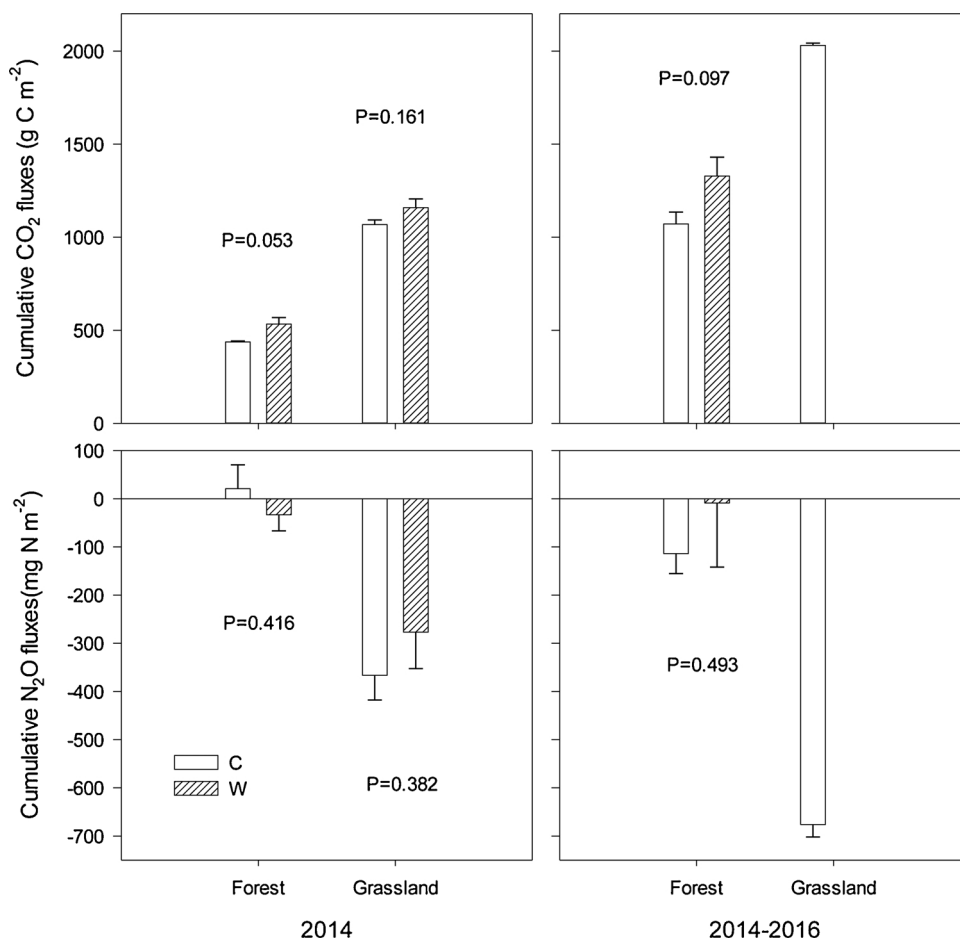 Cumulative CO₂ fluxes (g C m⁻²)
2000
1500
1000
500
0
P=0.053
P=0.161
P=0.097
Cumulative N₂O fluxes(mg N m⁻²)
100
0
-100
-200
-300
-400
-500
-600
-700
P=0.416
P=0.382
P=0.493
C
W
Forest
Grassland
Forest
Grassland
2014
2014-2016